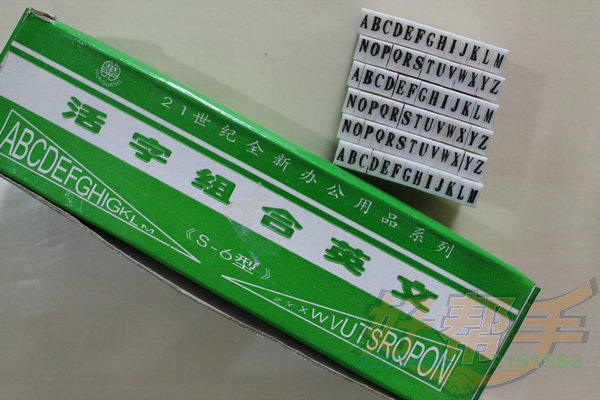 21世纪全新办公用品系列
活字组合英文
《S-6型》
ABCDEFGHIGKLM
ZYXWVUTSRQPON
ABCDEFGHIJKLM
NOPQRSTUVWXYZ
ABCDEFGHIJKLM
NOPQRSTUVWXYZ
NOPQRSTUVWXYZ
ABCDEFGHIJKLM
好帮手